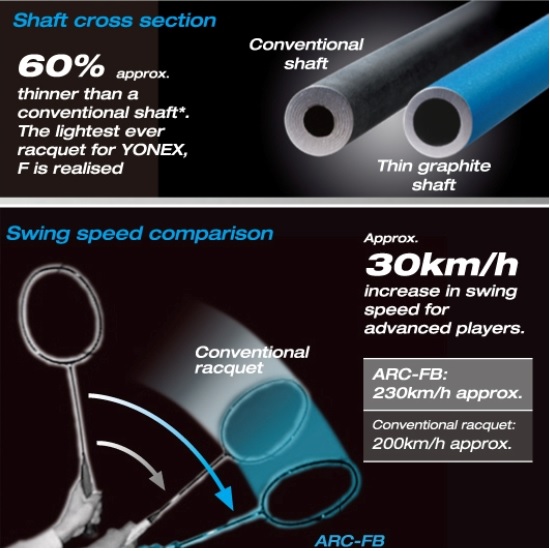 Shaft cross section
60% approx.
thinner than a
conventional shaft*.
The lightest ever
racquet for YONEX,
F is realised
Conventional
shaft
Thin graphite
shaft
Swing speed comparison
Approx.
30km/h
increase in swing
speed for
advanced players.
Conventional
racquet
ARC-FB:
230km/h approx.
Conventional racquet:
200km/h approx.
ARC-FB